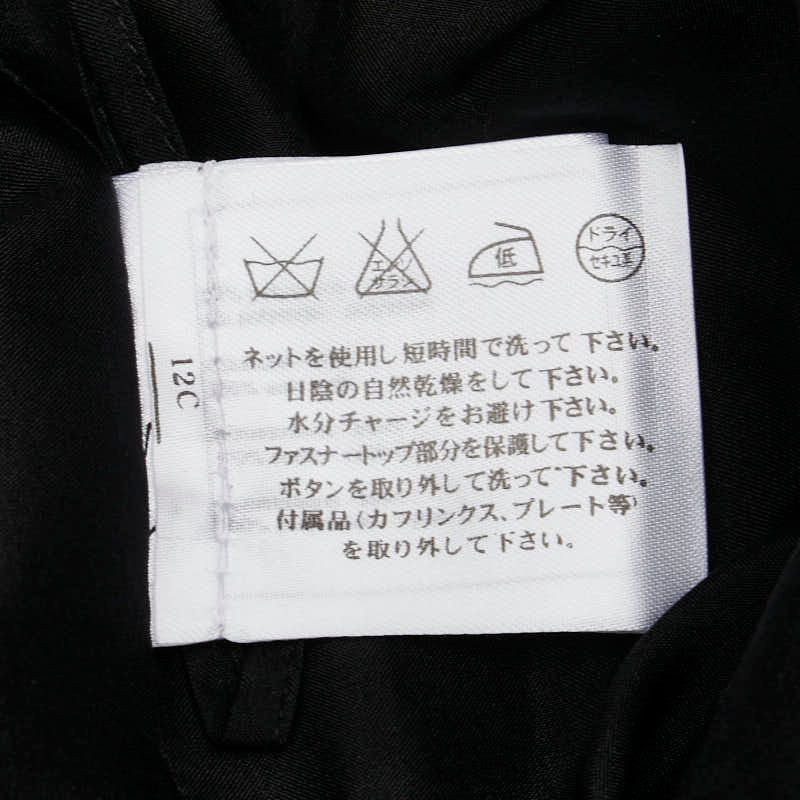 エンソ
サラシ
低
ドライ
セキユ系
ネットを使用し短時間で洗って下さい。
日陰の自然乾燥をして下さい。
水分チャージをお避け下さい。
ファスナートップ部分を保護して下さい。
ボタンを取り外して洗って下さい。
付属品(カフリンクス、プレート等)
を取り外して下さい。
12C